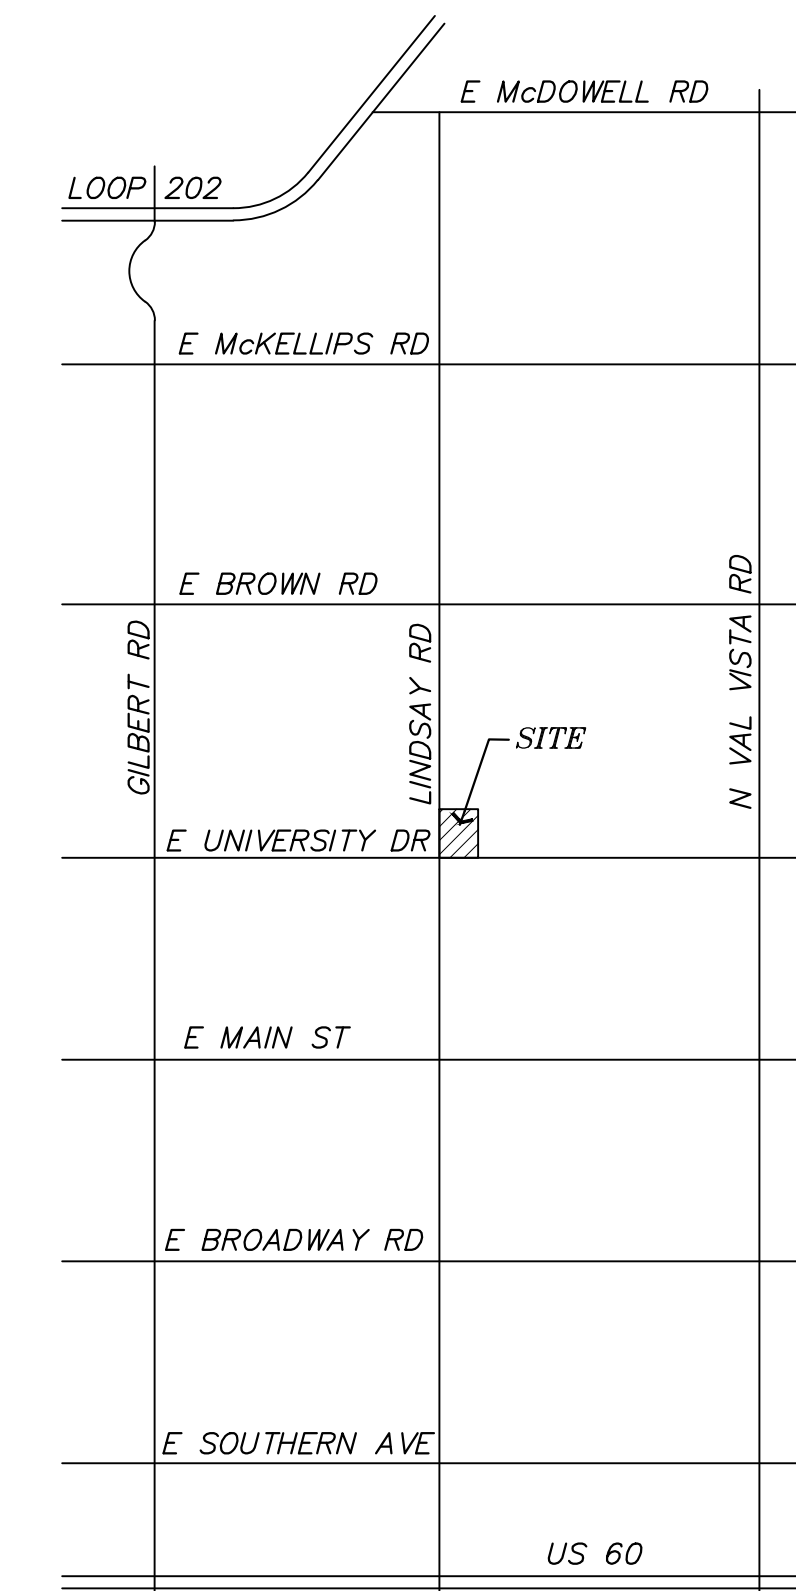 E McDOWELL RD
LOOP 202
E McKELLIPS RD
E BROWN RD
GILBERT RD
LINDSAY RD
N VAL VISTA RD
SITE
E UNIVERSITY DR
E MAIN ST
E BROADWAY RD
E SOUTHERN AVE
US 60